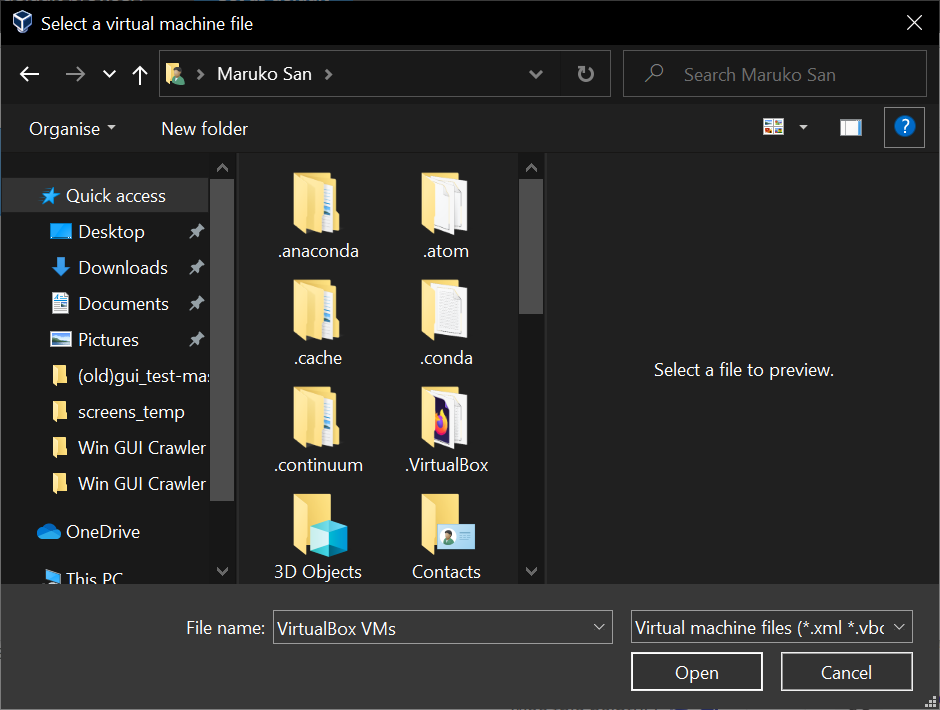 Select a virtual machine file
Maruko San
Search Maruko San
Organise
New folder
?
Quick access
Desktop
Downloads
Documents
Pictures
(old)gui_test-mas
screens_temp
Win GUI Crawler
Win GUI Crawler
OneDrive
This PC
.anaconda
.atom
.cache
.conda
.continuum
.VirtualBox
3D Objects
Contacts
Select a file to preview.
File name:
VirtualBox VMs
Virtual machine files (*.xml *.vbo
Open
Cancel